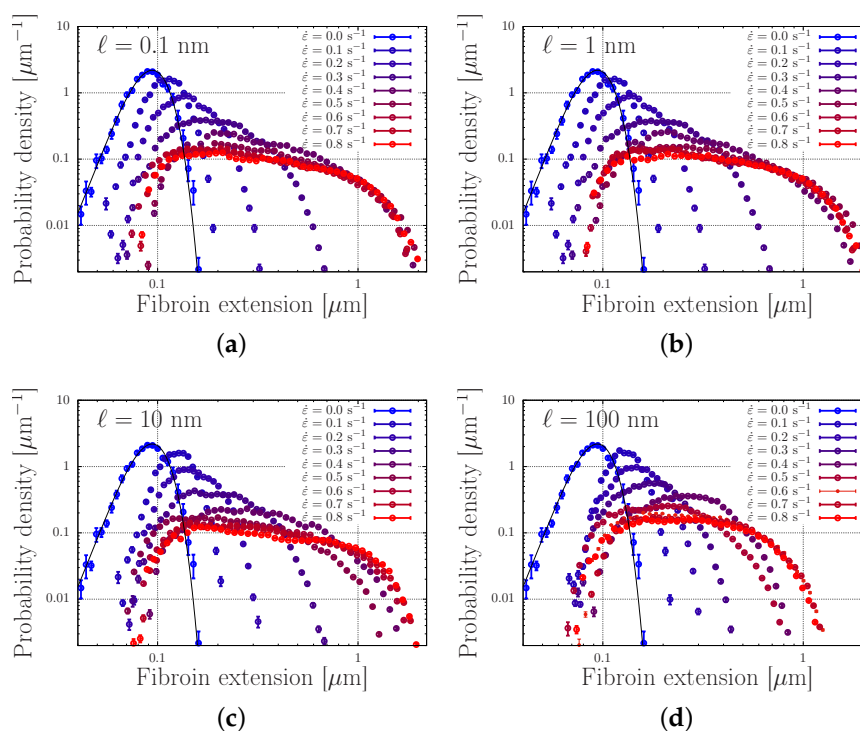 10
1
0.1
0.01
Probability density [μm⁻¹]
ℓ = 0.1 nm
ε̇ = 0.0 s⁻¹
ε̇ = 0.1 s⁻¹
ε̇ = 0.2 s⁻¹
ε̇ = 0.3 s⁻¹
ε̇ = 0.4 s⁻¹
ε̇ = 0.5 s⁻¹
ε̇ = 0.6 s⁻¹
ε̇ = 0.7 s⁻¹
ε̇ = 0.8 s⁻¹
0.1 1
Fibroin extension [μm]
(a)
10
1
0.1
0.01
Probability density [μm⁻¹]
ℓ = 1 nm
ε̇ = 0.0 s⁻¹
ε̇ = 0.1 s⁻¹
ε̇ = 0.2 s⁻¹
ε̇ = 0.3 s⁻¹
ε̇ = 0.4 s⁻¹
ε̇ = 0.5 s⁻¹
ε̇ = 0.6 s⁻¹
ε̇ = 0.7 s⁻¹
ε̇ = 0.8 s⁻¹
0.1 1
Fibroin extension [μm]
(b)
10
1
0.1
0.01
Probability density [μm⁻¹]
ℓ = 10 nm
ε̇ = 0.0 s⁻¹
ε̇ = 0.1 s⁻¹
ε̇ = 0.2 s⁻¹
ε̇ = 0.3 s⁻¹
ε̇ = 0.4 s⁻¹
ε̇ = 0.5 s⁻¹
ε̇ = 0.6 s⁻¹
ε̇ = 0.7 s⁻¹
ε̇ = 0.8 s⁻¹
0.1 1
Fibroin extension [μm]
(c)
10
1
0.1
0.01
Probability density [μm⁻¹]
ℓ = 100 nm
ε̇ = 0.0 s⁻¹
ε̇ = 0.1 s⁻¹
ε̇ = 0.2 s⁻¹
ε̇ = 0.3 s⁻¹
ε̇ = 0.4 s⁻¹
ε̇ = 0.5 s⁻¹
ε̇ = 0.6 s⁻¹
ε̇ = 0.7 s⁻¹
ε̇ = 0.8 s⁻¹
0.1 1
Fibroin extension [μm]
(d)